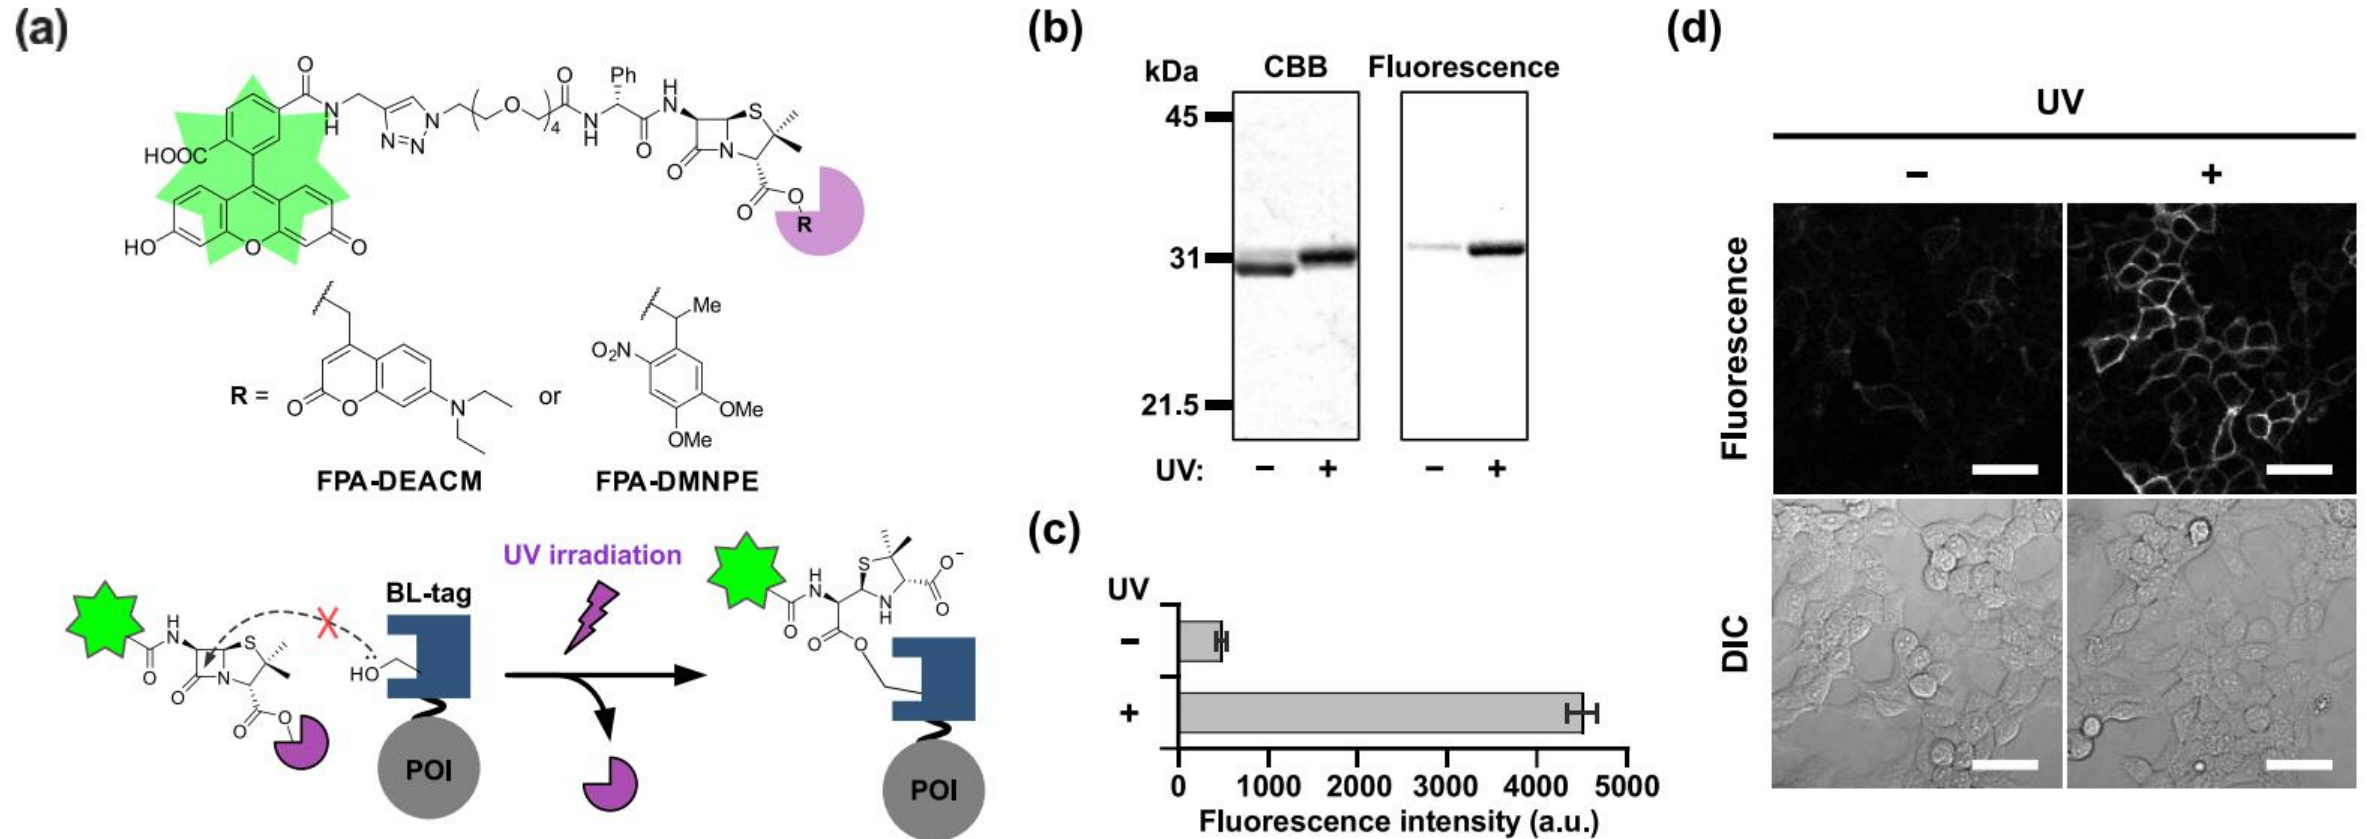 (a)
O
N
H
N
N=N
O
4
O
Ph
N
H
O
H
N
S
O
N
O
O
R
HOOC
HO
O
O
R =
O
O
N
or
O₂N
Me
OMe
OMe
FPA-DEACM
FPA-DMNPE
UV irradiation
BL-tag
H
N
O
S
O
N
O
O
HO
POI
H
N
O
S
N
H
O⁻
O
O
O
POI
(b)
kDa
CBB
Fluorescence
45
31
21.5
UV:
−
+
−
+
(c)
UV
−
+
0
1000
2000
3000
4000
5000
Fluorescence intensity (a.u.)
(d)
UV
−
+
Fluorescence
DIC